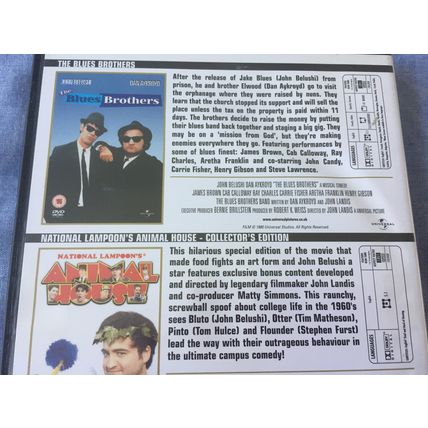 THE BLUES BROTHERS
JOHN BELUSHI DAN AYKROYD
The
Blues Brothers
15
DVD
After the release of Jake Blues (John Belushi) from
prison, he and brother Elwood (Dan Aykroyd) go to visit
the orphanage where they were raised by nuns. They
learn that the church stopped its support and will sell the
place unless the tax on the property is paid within 11
days. The brothers decide to raise the money by putting
their blues band back together and staging a big gig. They
may be on a 'mission from God', but they're making
enemies everywhere they go. Featuring performances by
some of blues finest: James Brown, Cab Calloway, Ray
Charles, Aretha Franklin and co-starring John Candy,
Carrie Fisher, Henry Gibson and Steve Lawrence.
JOHN BELUSHI DAN AYKROYD "THE BLUES BROTHERS" A MUSICAL COMEDY
JAMES BROWN CAB CALLOWAY RAY CHARLES CARRIE FISHER ARETHA FRANKLIN HENRY GIBSON
THE BLUES BROTHERS BAND WRITTEN BY DAN AYKROYD AND JOHN LANDIS
EXECUTIVE PRODUCER BERNIE BRILLSTEIN PRODUCED BY ROBERT K. WEISS DIRECTED BY JOHN LANDIS A UNIVERSAL PICTURE
UNIVERSAL
LANGUAGES
NATIONAL LAMPOON'S ANIMAL HOUSE - COLLECTOR'S EDITION
NATIONAL LAMPOON'S
ANIMAL
HOUSE
This hilarious special edition of the movie that
made food fights an art form and John Belushi a
star features exclusive bonus content developed
and directed by legendary filmmaker John Landis
and co-producer Matty Simmons. This raunchy,
screwball spoof about college life in the 1960's
sees Bluto (John Belushi), Otter (Tim Matheson),
Pinto (Tom Hulce) and Flounder (Stephen Furst)
lead the way with their outrageous behaviour in
the ultimate campus comedy!
LANGUAGES